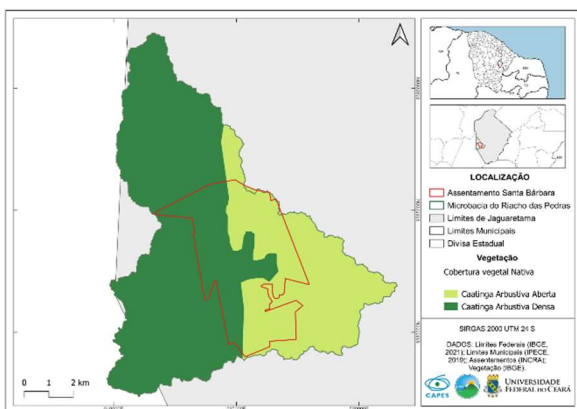 LOCALIZAÇÃO
Assentamento Santa Bárbara
Microbacia do Riacho das Pedras
Limites de Jaguaretama
Limites Municipais
Divisa Estadual
Vegetação
Cobertura vegetal Nativa
Caatinga Arbustiva Aberta
Caatinga Arbustiva Densa
SIRGAS 2000 UTM 24 S
DADOS: Limites Federais (IBGE,
2021); Limites Municipais (IPECE,
2019); Assentamentos (INCRA);
Vegetação (IBGE).
CAPES
UNIVERSIDADE
FEDERAL DO CEARÁ
0 1 2 km